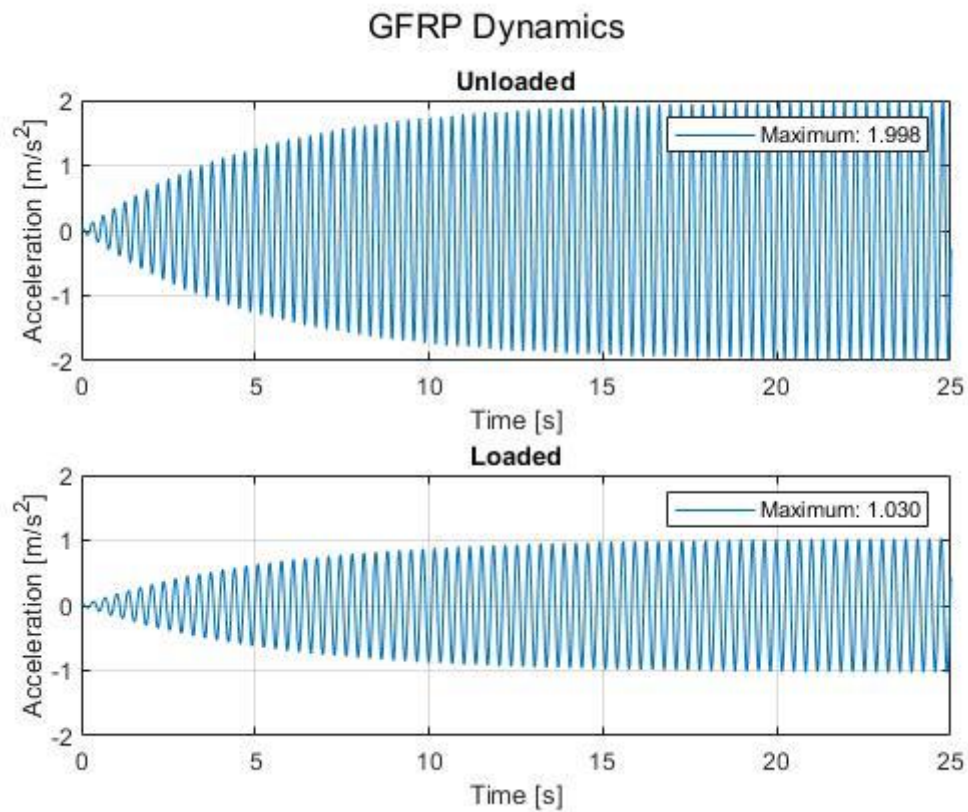 GFRP Dynamics
Unloaded
2
1
0
-1
-2
Acceleration [m/s²]
Maximum: 1.998
0 5 10 15 20 25
Time [s]
Loaded
2
1
0
-1
-2
Acceleration [m/s²]
Maximum: 1.030
0 5 10 15 20 25
Time [s]